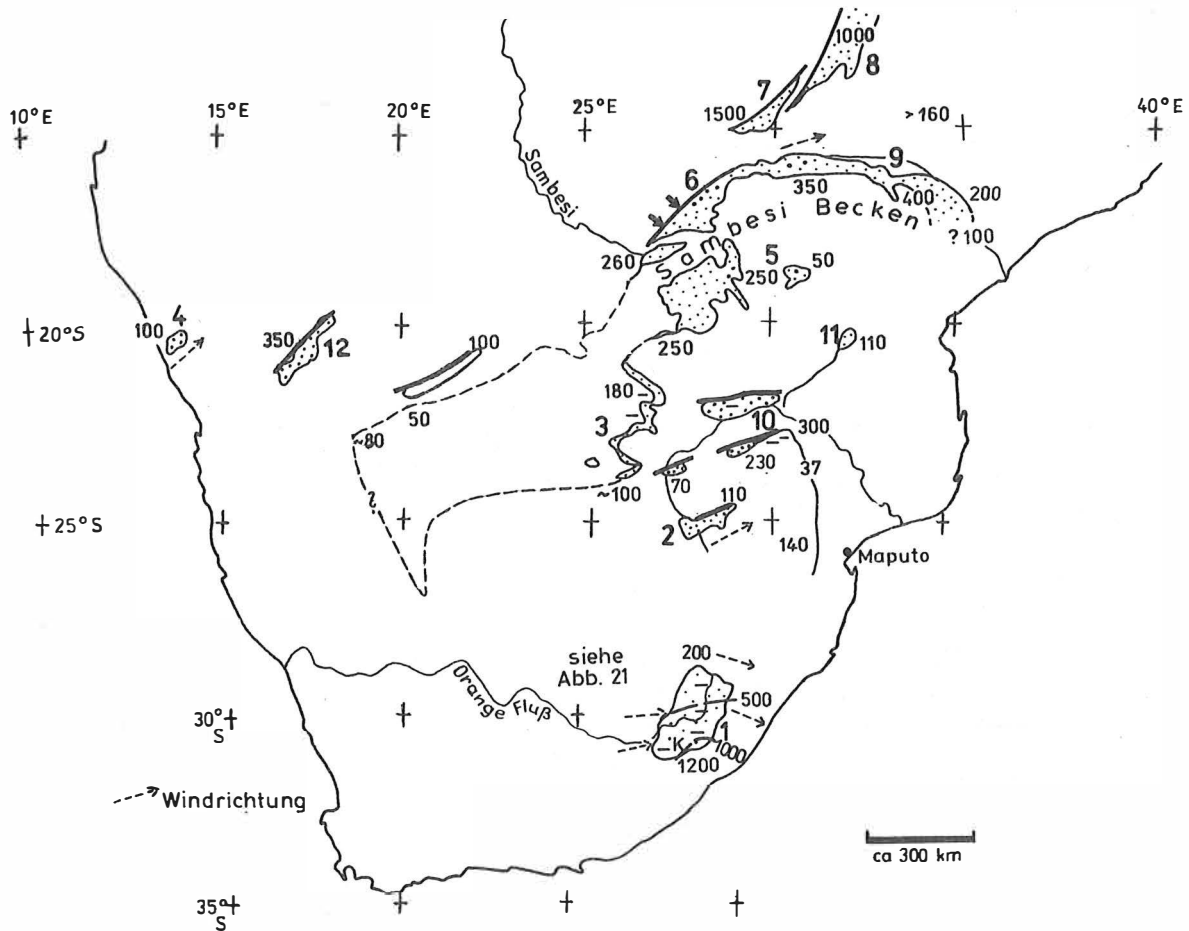 1000
8
7
1500
10°E
15°E
20°E
25°E
>160
40°E
Sambesi
6
9
350
400
200
Sambesi Becken
?100
260
5
50
250
4
100
20°S
350
12
100
250
11
110
50
180
3
10
300
~80
230
37
70
?
~100
110
25°S
2
140
Maputo
siehe
Abb. 21
200
500
Orange Fluß
30°
S
1
K
1000
1200
Windrichtung
ca 300 km
35°
S